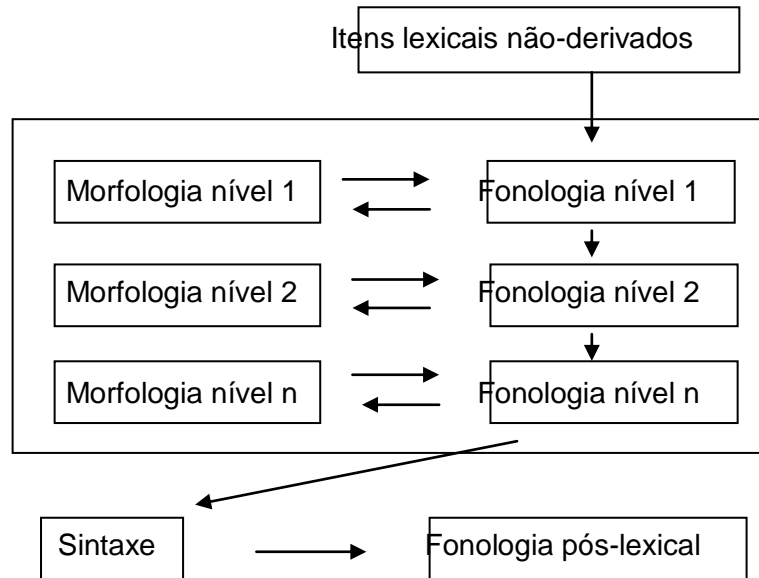 Itens lexicais não-derivados
Morfologia nível 1
Fonologia nível 1
Morfologia nível 2
Fonologia nível 2
Morfologia nível n
Fonologia nível n
Sintaxe
Fonologia pós-lexical